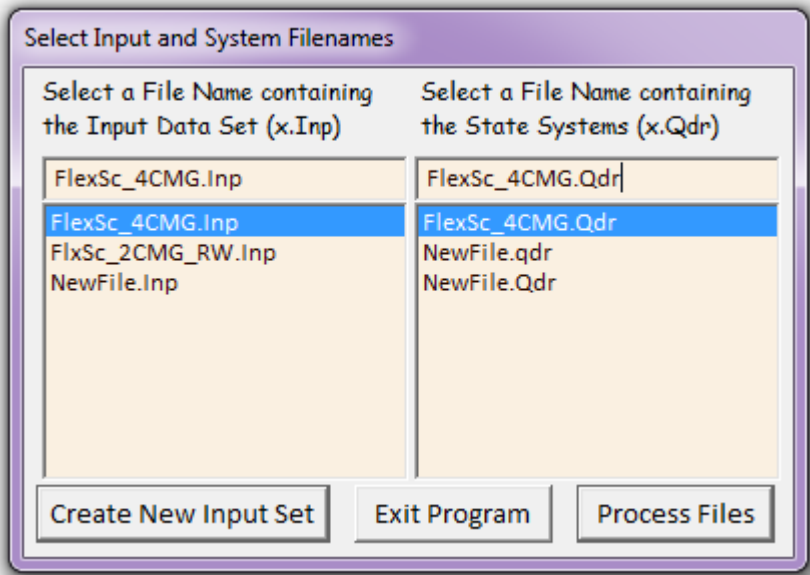 Select Input and System Filenames
Select a File Name containing
the Input Data Set (x.Inp)
FlexSc_4CMG.Inp
FlexSc_4CMG.Inp
FlxSc_2CMG_RW.Inp
NewFile.Inp
Select a File Name containing
the State Systems (x.Qdr)
FlexSc_4CMG.Qdr
FlexSc_4CMG.Qdr
NewFile.qdr
NewFile.Qdr
Create New Input Set
Exit Program
Process Files